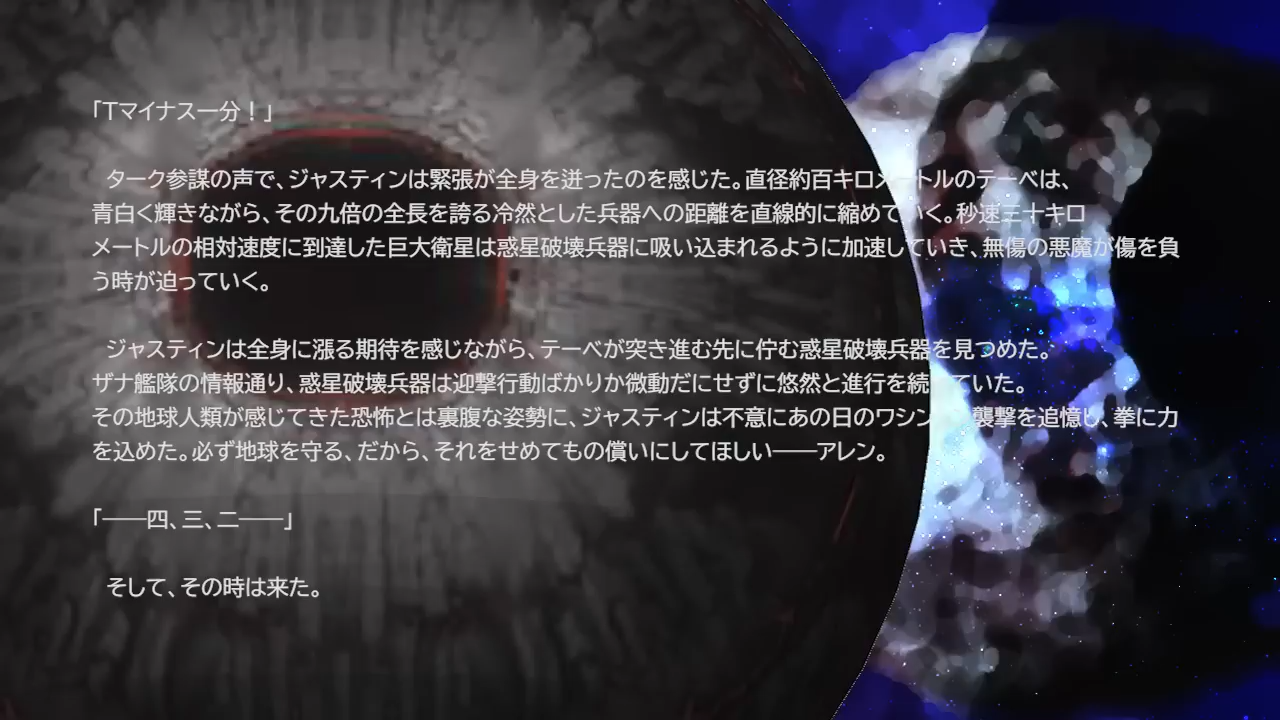 「Tマイナス一分！」
ターク参謀の声で、ジャスティンは緊張が全身を迸ったのを感じた。直径約百キロメートルのテーベは、
青白く輝きながら、その九倍の全長を誇る冷然とした兵器への距離を直線的に縮めていく。秒速三十キロ
メートルの相対速度に到達した巨大衛星は惑星破壊兵器に吸い込まれるように加速していき、無傷の悪魔が傷を負
う時が迫っていく。
ジャスティンは全身に漲る期待を感じながら、テーベが突き進む先に佇む惑星破壊兵器を見つめた。
ザナ艦隊の情報通り、惑星破壊兵器は迎撃行動ばかりか微動だにせずに悠然と進行を続けていた。
その地球人類が感じてきた恐怖とは裏腹な姿勢に、ジャスティンは不意にあの日のワシン 襲撃を追憶し、拳に力
を込めた。必ず地球を守る、だから、それをせめてもの償いにしてほしい――アレン。
「――四、三、二――」
そして、その時は来た。